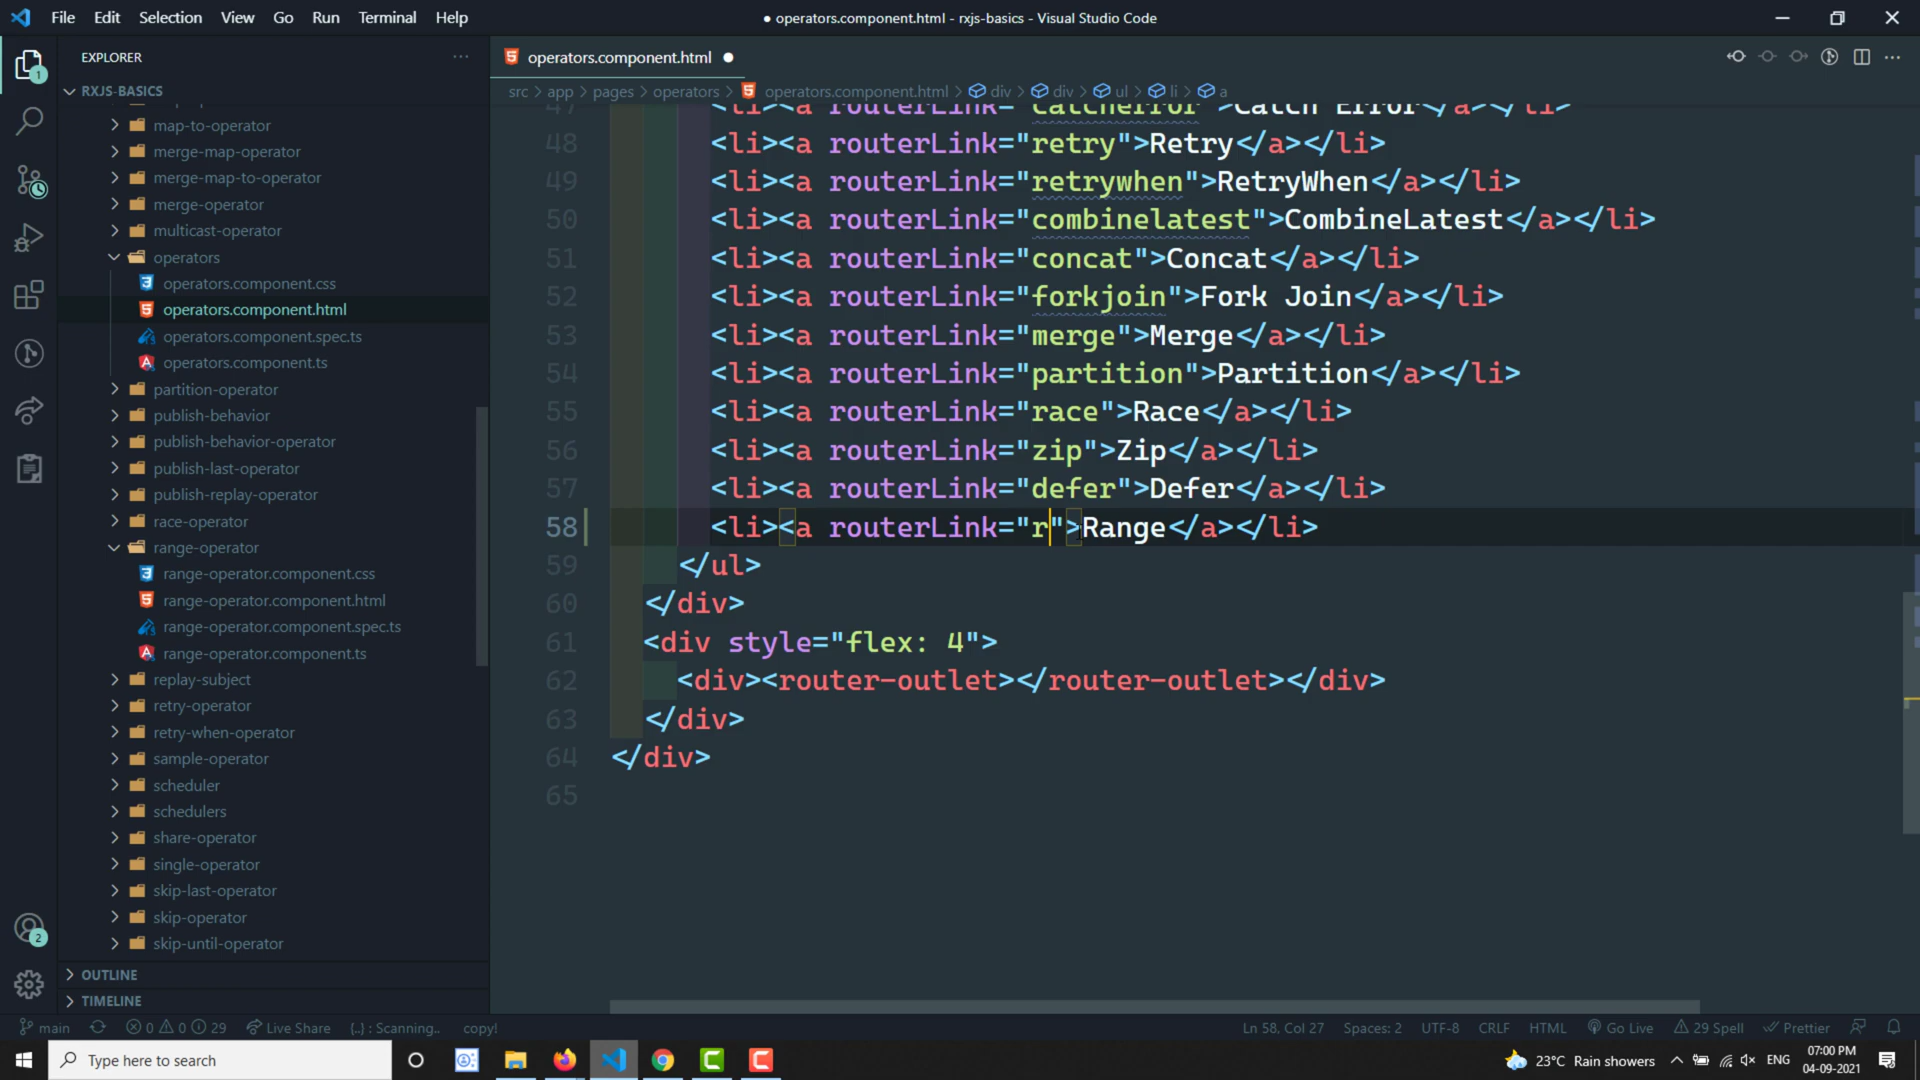 File Edit Selection View Go Run Terminal Help
● operators.component.html - rxjs-basics - Visual Studio Code
EXPLORER
RXJS-BASICS
map-to-operator
merge-map-operator
merge-map-to-operator
merge-operator
multicast-operator
operators
operators.component.css
operators.component.html
operators.component.spec.ts
operators.component.ts
partition-operator
publish-behavior
publish-behavior-operator
publish-last-operator
publish-replay-operator
race-operator
range-operator
range-operator.component.css
range-operator.component.html
range-operator.component.spec.ts
range-operator.component.ts
replay-subject
retry-operator
retry-when-operator
sample-operator
scheduler
schedulers
share-operator
single-operator
skip-last-operator
skip-operator
skip-until-operator
OUTLINE
TIMELINE
operators.component.html
src > app > pages > operators > operators.component.html > div > div > ul > li > a
47 <li><a routerLink="catcherror">Catch Error</a></li>
48 <li><a routerLink="retry">Retry</a></li>
49 <li><a routerLink="retrywhen">RetryWhen</a></li>
50 <li><a routerLink="combinelatest">CombineLatest</a></li>
51 <li><a routerLink="concat">Concat</a></li>
52 <li><a routerLink="forkjoin">Fork Join</a></li>
53 <li><a routerLink="merge">Merge</a></li>
54 <li><a routerLink="partition">Partition</a></li>
55 <li><a routerLink="race">Race</a></li>
56 <li><a routerLink="zip">Zip</a></li>
57 <li><a routerLink="defer">Defer</a></li>
58 <li><a routerLink="r">Range</a></li>
59 </ul>
60 </div>
61 <div style="flex: 4">
62 <div><router-outlet></router-outlet></div>
63 </div>
64 </div>
65
main 0 0 29 Live Share {..} : Scanning.. copy! Ln 58, Col 27 Spaces: 2 UTF-8 CRLF HTML Go Live 29 Spell Prettier
Type here to search
23°C Rain showers ENG
07:00 PM
04-09-2021
1
2